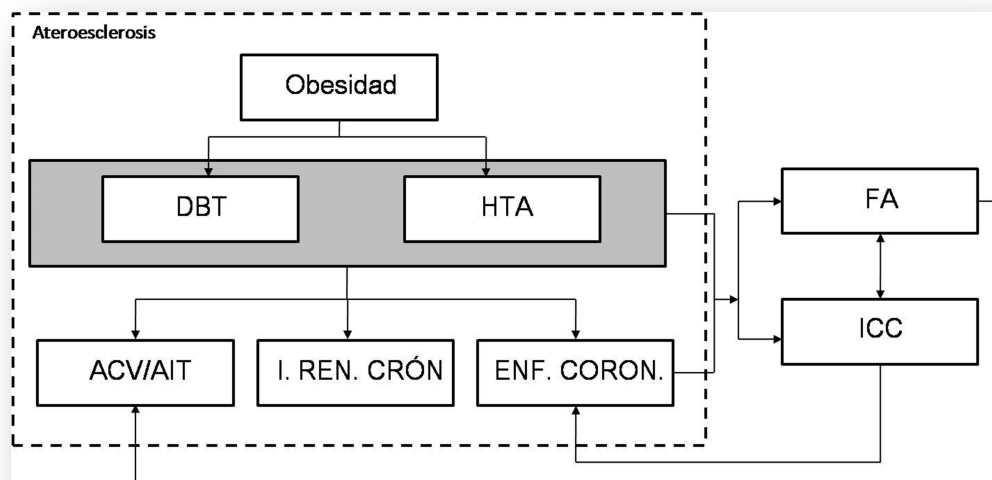 Ateroesclerosis
Obesidad
DBT
HTA
FA
ICC
ACV/AIT
I. REN. CRÓN
ENF. CORON.